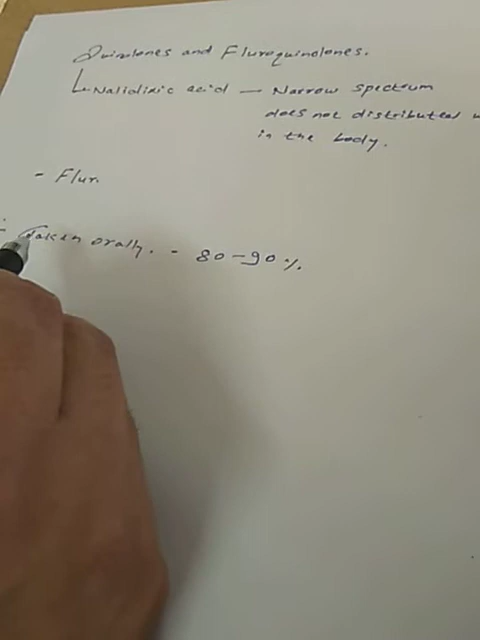 Quinolones and Fluroquinolones.
Nalidixic acid — Narrow spectrum
does not distributed
in the body.
- Flur.
Taken orally. - 80-90%